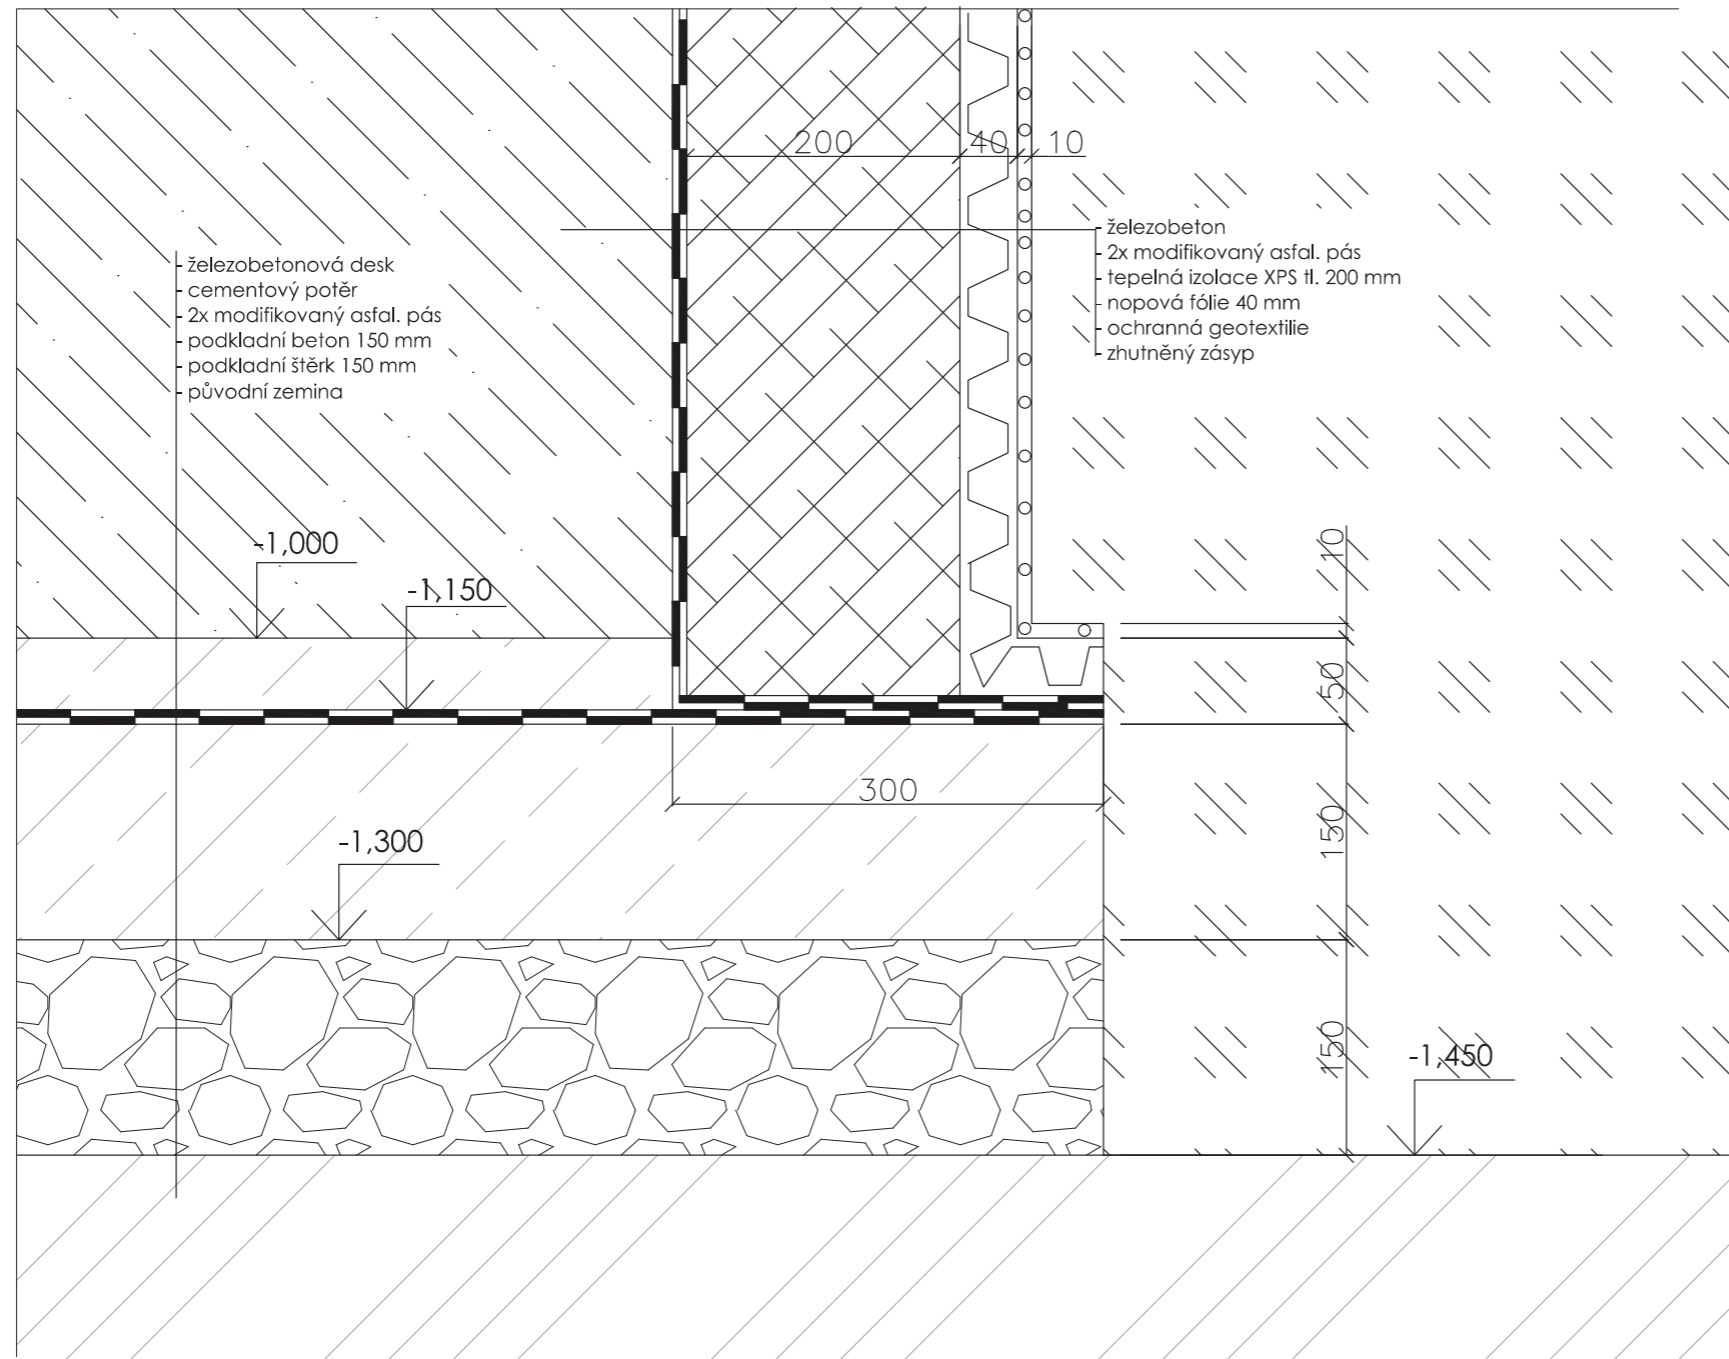 200
40
10
- železobeton
- 2x modifikovaný asfal. pás
- tepelná izolace XPS tl. 200 mm
- nopová fólie 40 mm
- ochranná geotextilie
- zhutněný zásyp
- železobetonová desk
- cementový potěr
- 2x modifikovaný asfal. pás
- podkladní beton 150 mm
- podkladní štěrk 150 mm
- původní zemina
-1,000
-1,150
10
50
300
150
-1,300
150
-1,450